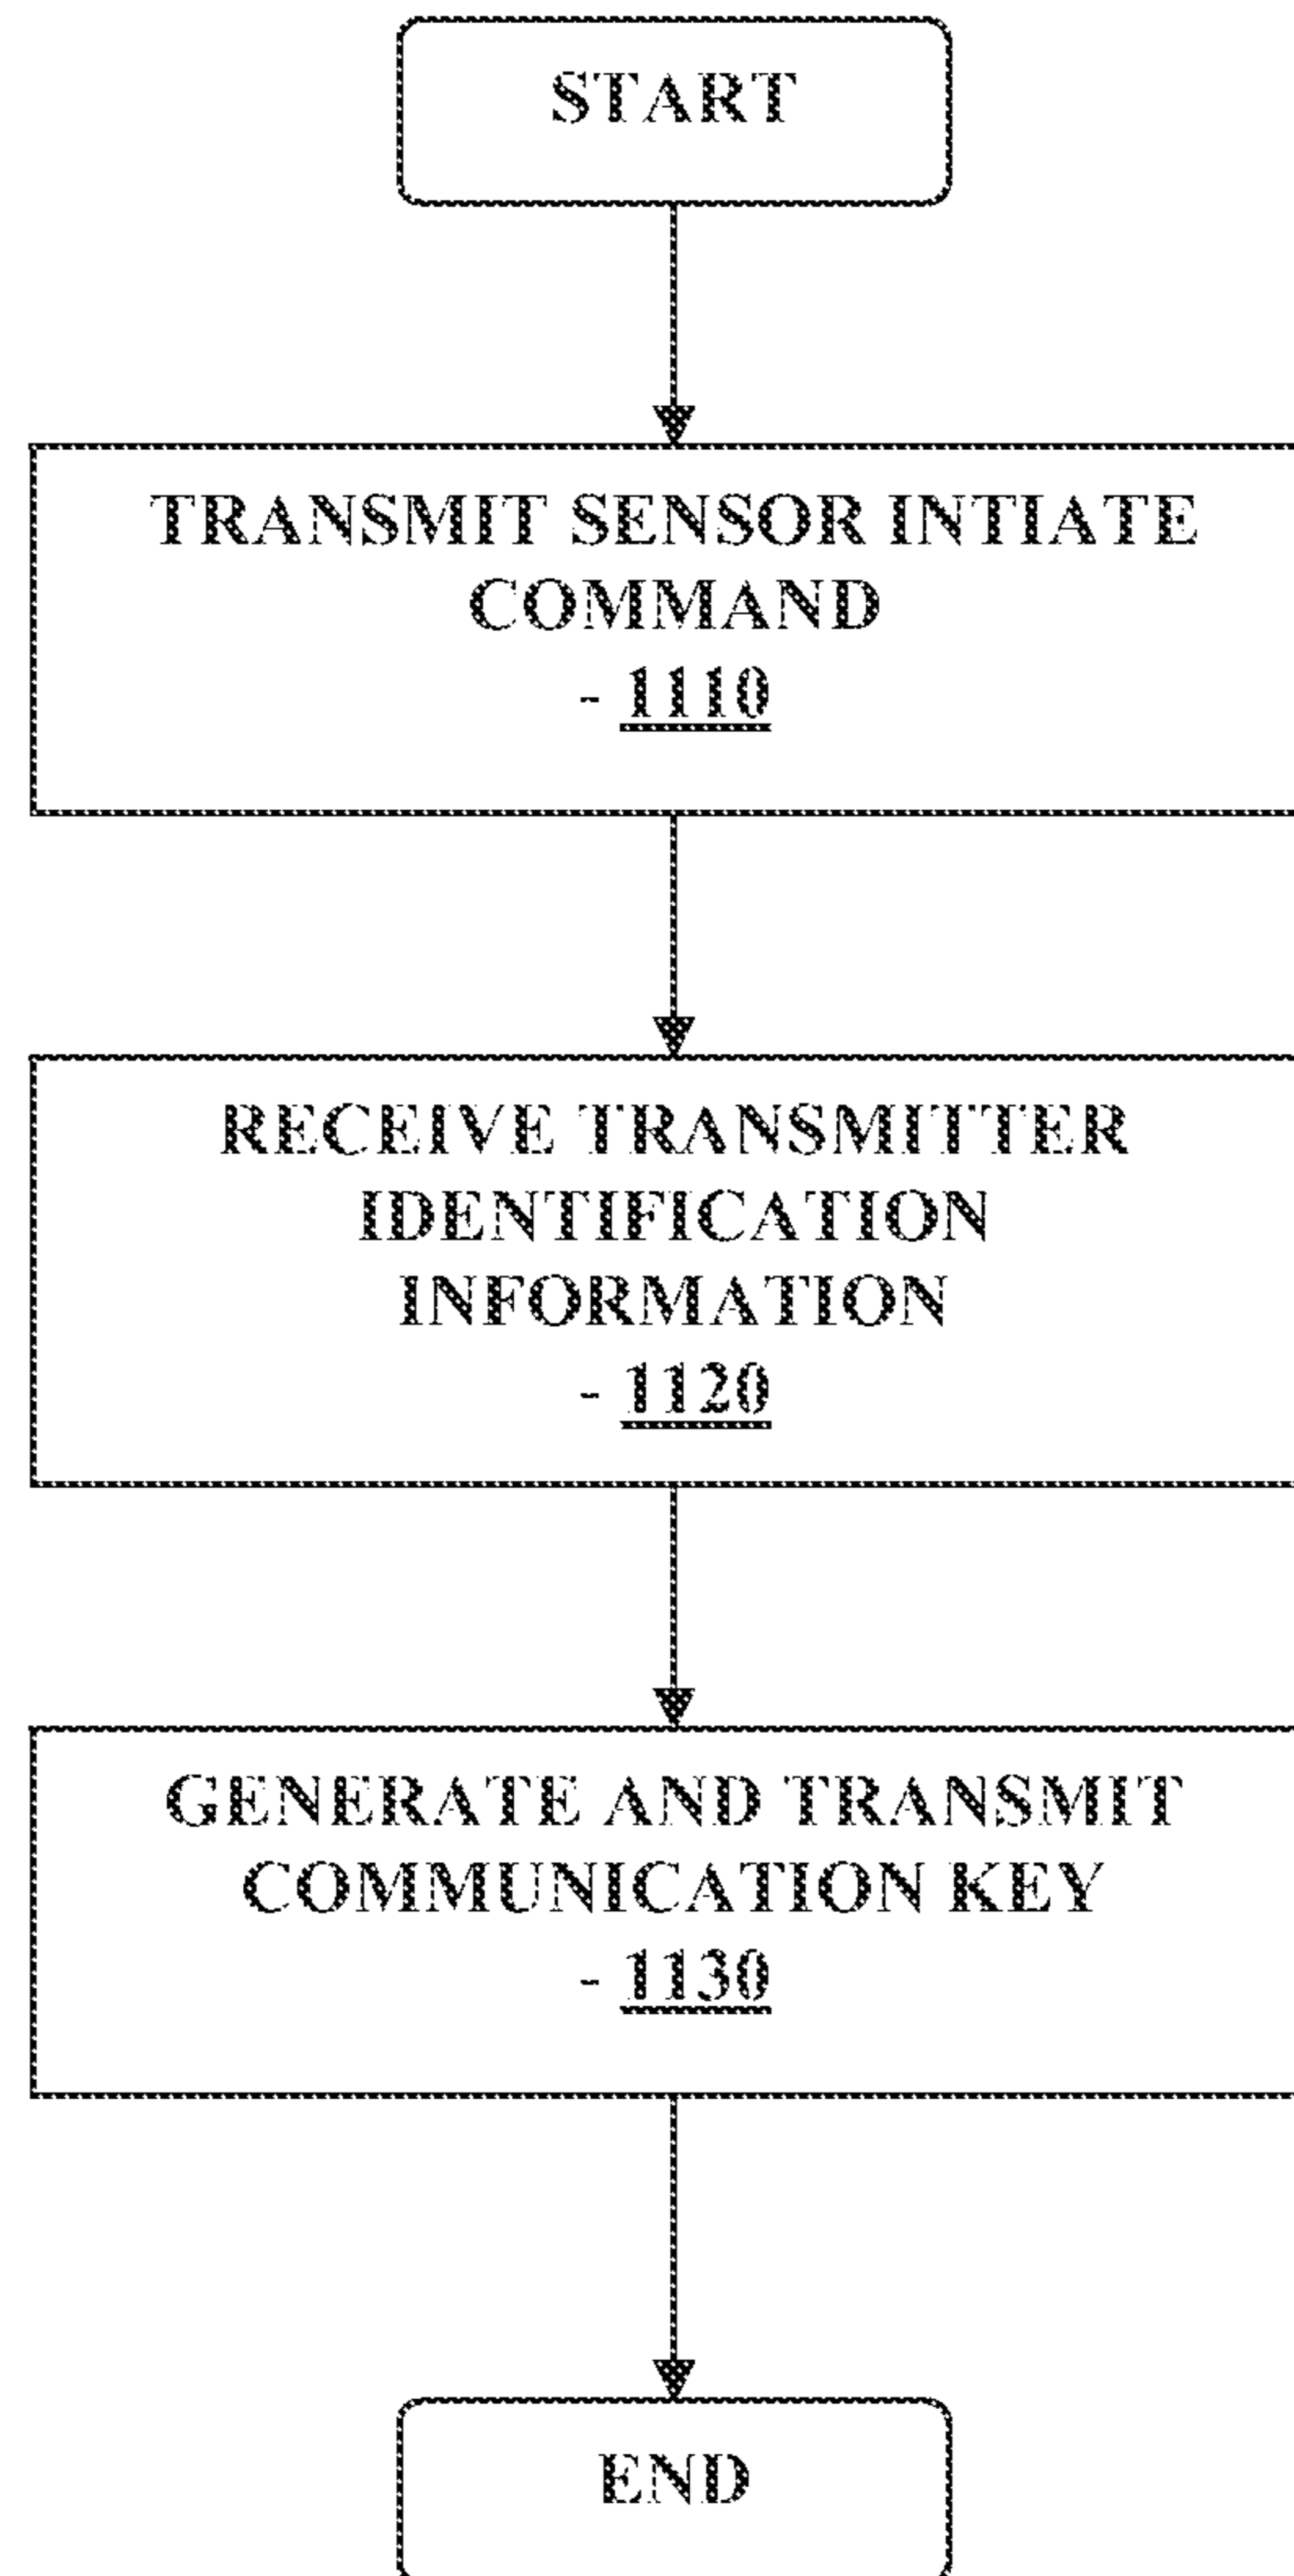 START
TRANSMIT SENSOR INTIATE
COMMAND
- 1110
RECEIVE TRANSMITTER
IDENTIFICATION
INFORMATION
- 1120
GENERATE AND TRANSMIT
COMMUNICATION KEY
- 1130
END